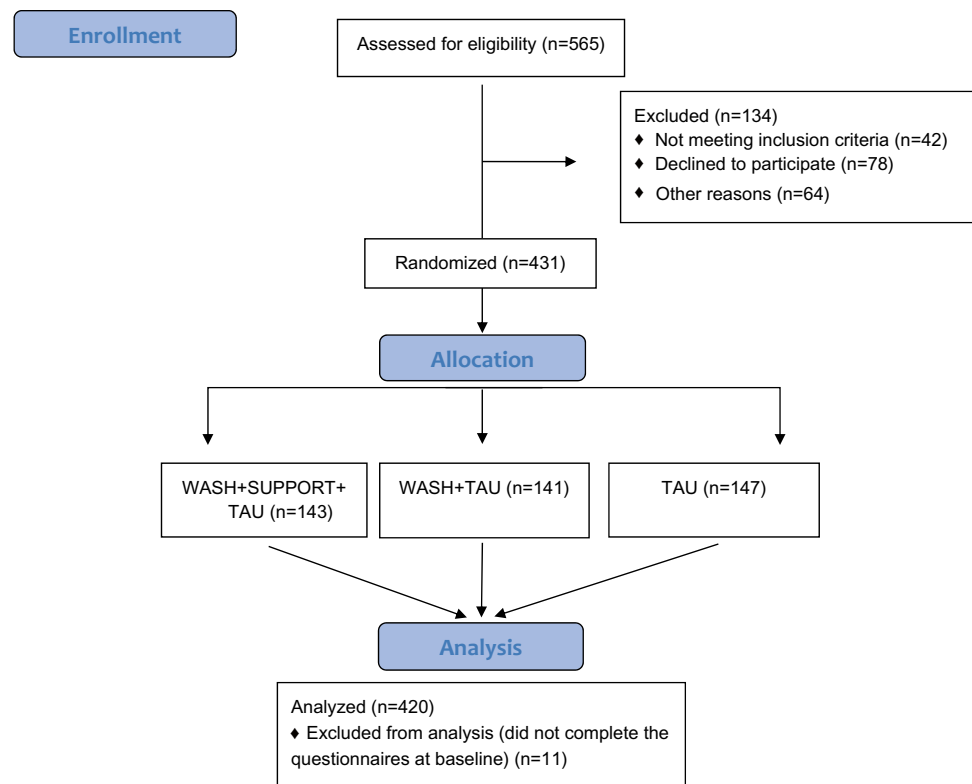 Enrollment
Assessed for eligibility (n=565)
Excluded (n=134)
♦ Not meeting inclusion criteria (n=42)
♦ Declined to participate (n=78)
♦ Other reasons (n=64)
Randomized (n=431)
Allocation
WASH+SUPPORT+
TAU (n=143)
WASH+TAU (n=141)
TAU (n=147)
Analysis
Analyzed (n=420)
♦ Excluded from analysis (did not complete the
questionnaires at baseline) (n=11)